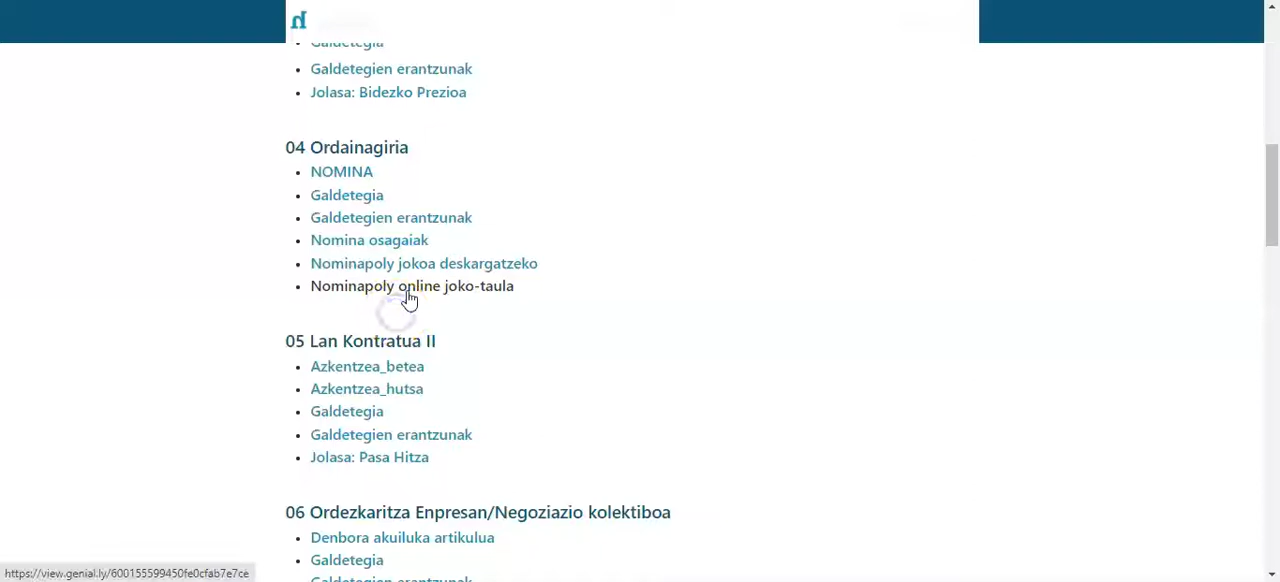 Galdetegia
Galdetegien erantzunak
Jolasa: Bidezko Prezioa
04 Ordainagiria
NOMINA
Galdetegia
Galdetegien erantzunak
Nomina osagaiak
Nominapoly jokoa deskargatzeko
Nominapoly online joko-taula
05 Lan Kontratua II
Azkentzea_betea
Azkentzea_hutsa
Galdetegia
Galdetegien erantzunak
Jolasa: Pasa Hitza
06 Ordezkaritza Enpresan/Negoziazio kolektiboa
Denbora akuiluka artikulua
Galdetegia
Galdetegien erantzunak
https://view.genial.ly/600155599450fe0cfab7e7ce